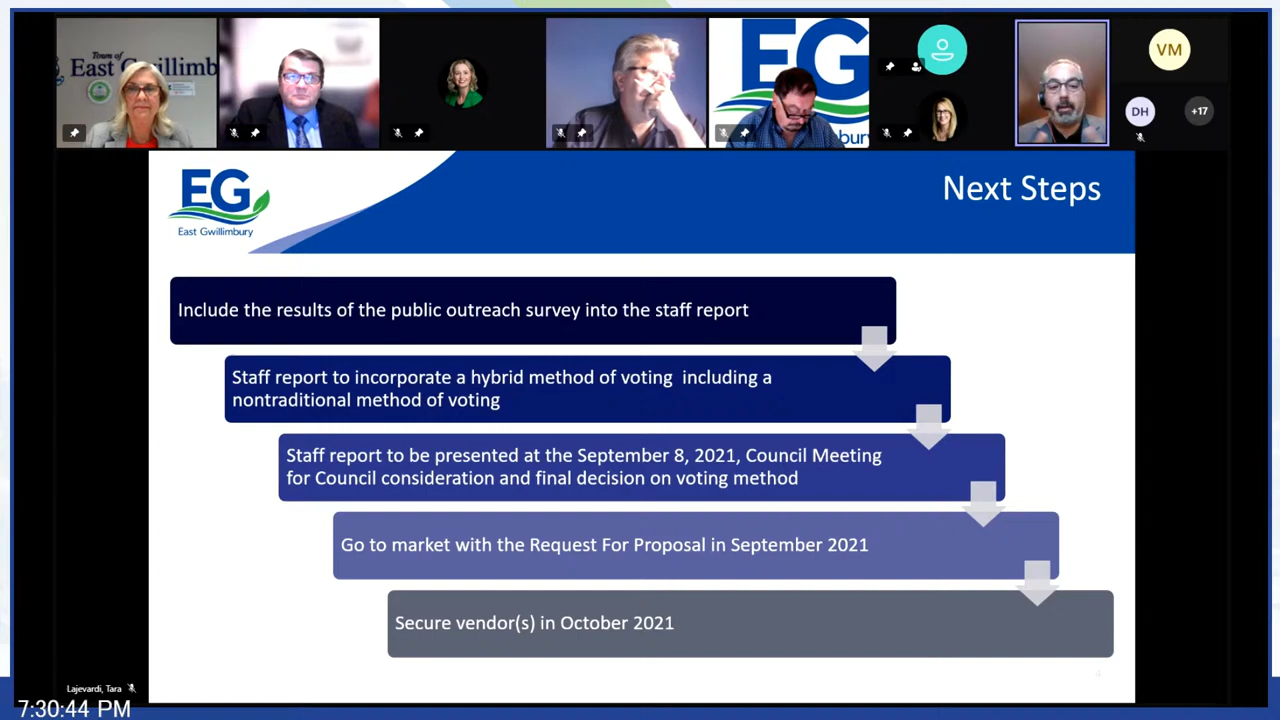 Town of
East Gwillimb
EG
bury
VM
DH
+17
EG
East Gwillimbury
Next Steps
Include the results of the public outreach survey into the staff report
Staff report to incorporate a hybrid method of voting including a
nontraditional method of voting
Staff report to be presented at the September 8, 2021, Council Meeting
for Council consideration and final decision on voting method
Go to market with the Request For Proposal in September 2021
Secure vendor(s) in October 2021
4
Lajevardi, Tara
7:30:44 PM